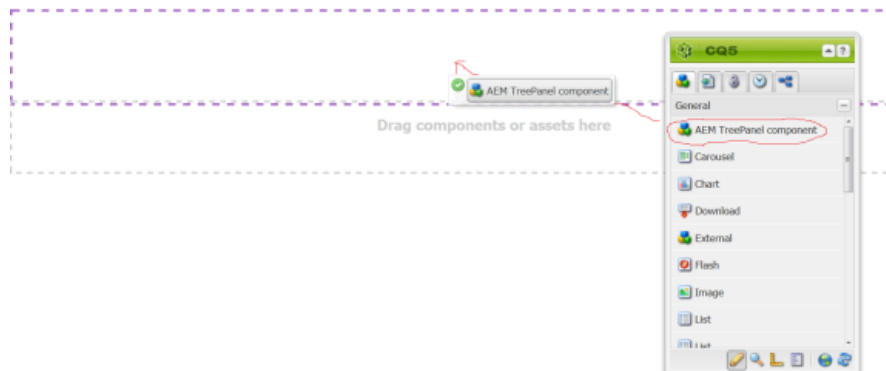 CQ5
AEM TreePanel component
General
AEM TreePanel component
Drag components or assets here
Carousel
Chart
Download
External
Flash
Image
List
List